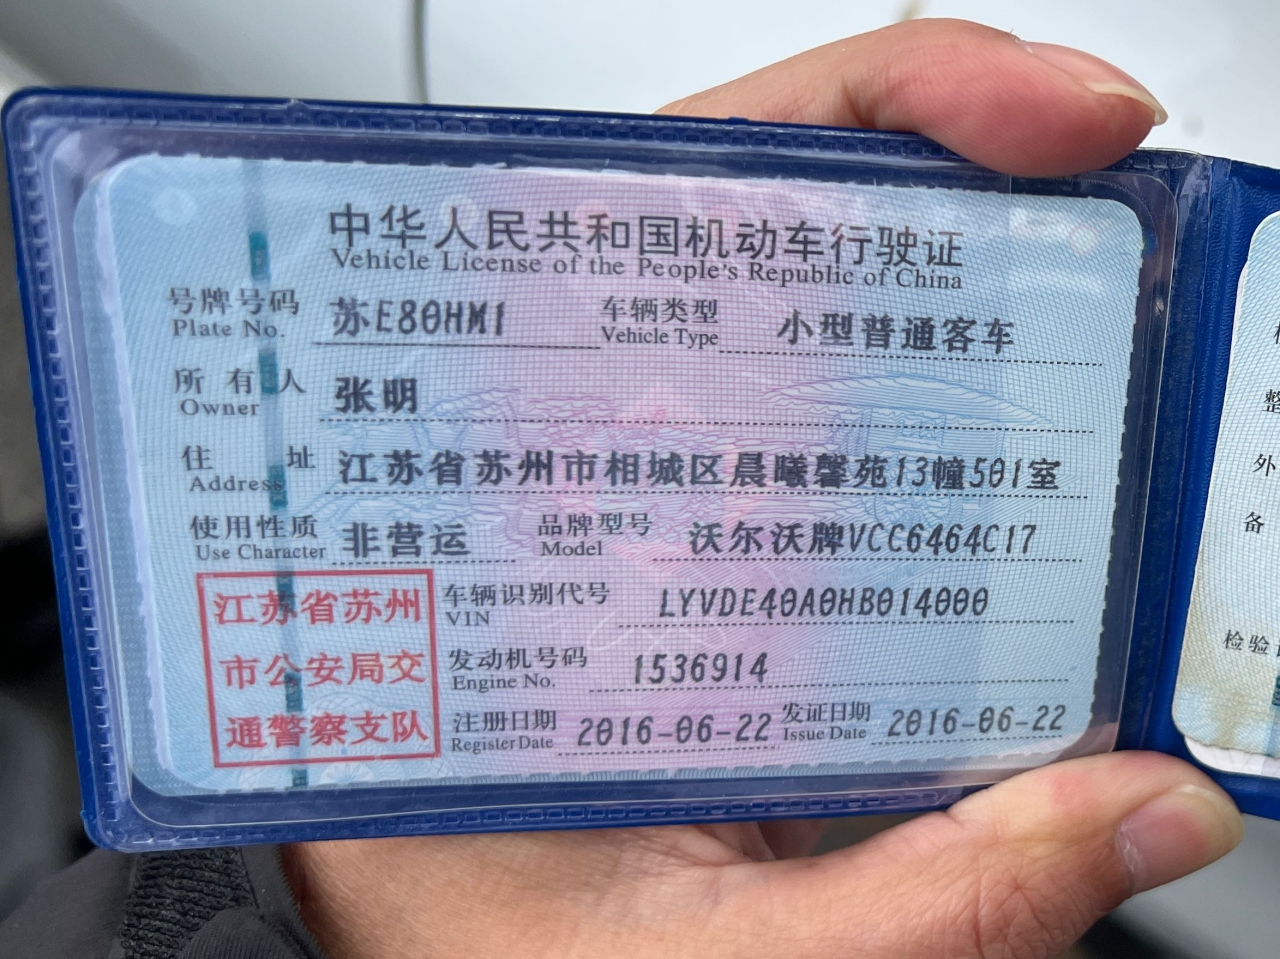 中华人民共和国机动车行驶证
Vehicle License of the People's Republic of China
号牌号码 苏E80HM1 车辆类型 小型普通客车
Plate No. Vehicle Type
所有人 张明
Owner
住址 江苏省苏州市相城区晨曦馨苑13幢501室
Address
使用性质 非营运 品牌型号 沃尔沃牌VCC6464C17
Use Character Model
江苏省苏州
市公安局交
通警察支队
车辆识别代号 LYVDE40A0HB014000
VIN
发动机号码 1536914
Engine No.
注册日期 2016-06-22 发证日期 2016-06-22
Register Date Issue Date
整
外
备
检验